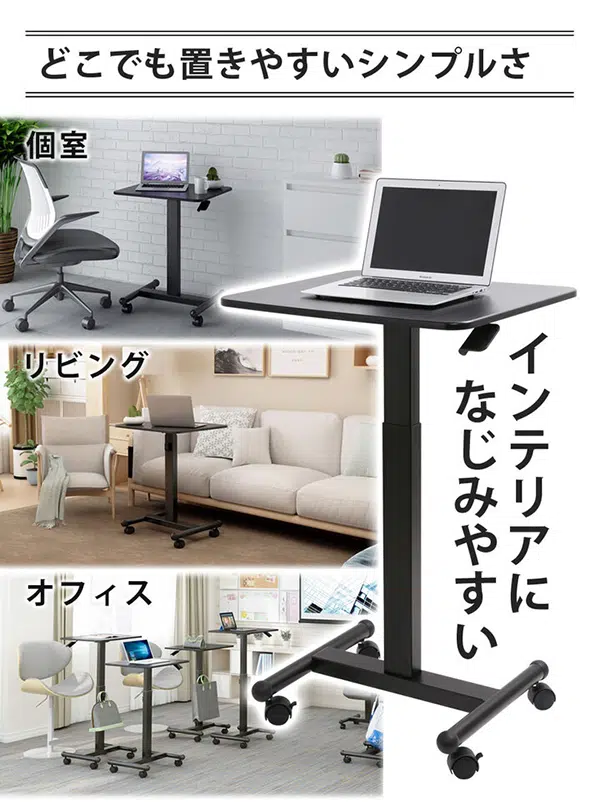 どこでも置きやすいシンプルさ
個室
リビング
オフィス
インテリアに
なじみやすい